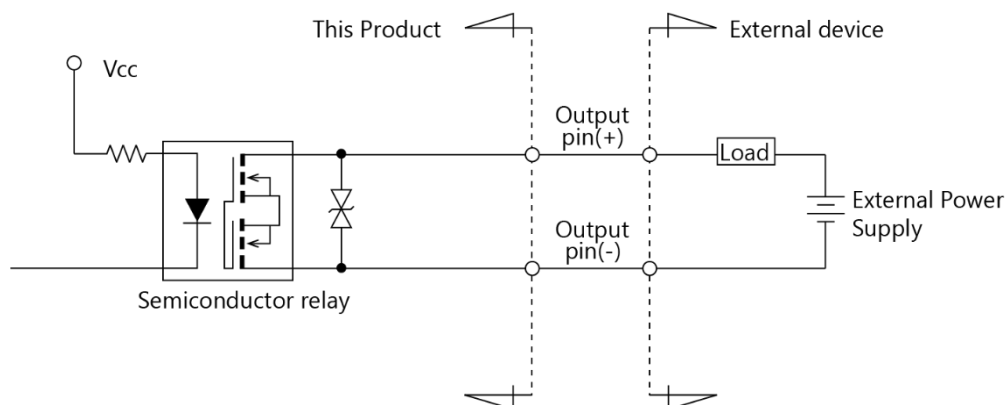 This Product
External device
Vcc
Output
pin(+)
Load
External Power
Supply
Output
pin(-)
Semiconductor relay